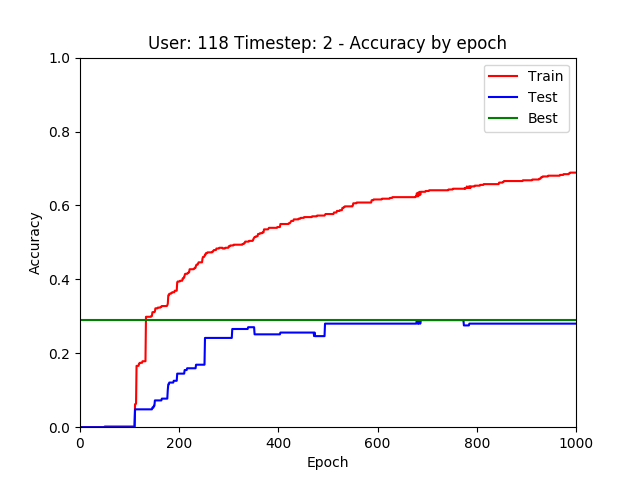 User: 118 Timestep: 2 - Accuracy by epoch
1.0
0.8
0.6
0.4
0.2
0.0
Accuracy
Train
Test
Best
0 200 400 600 800 1000
Epoch